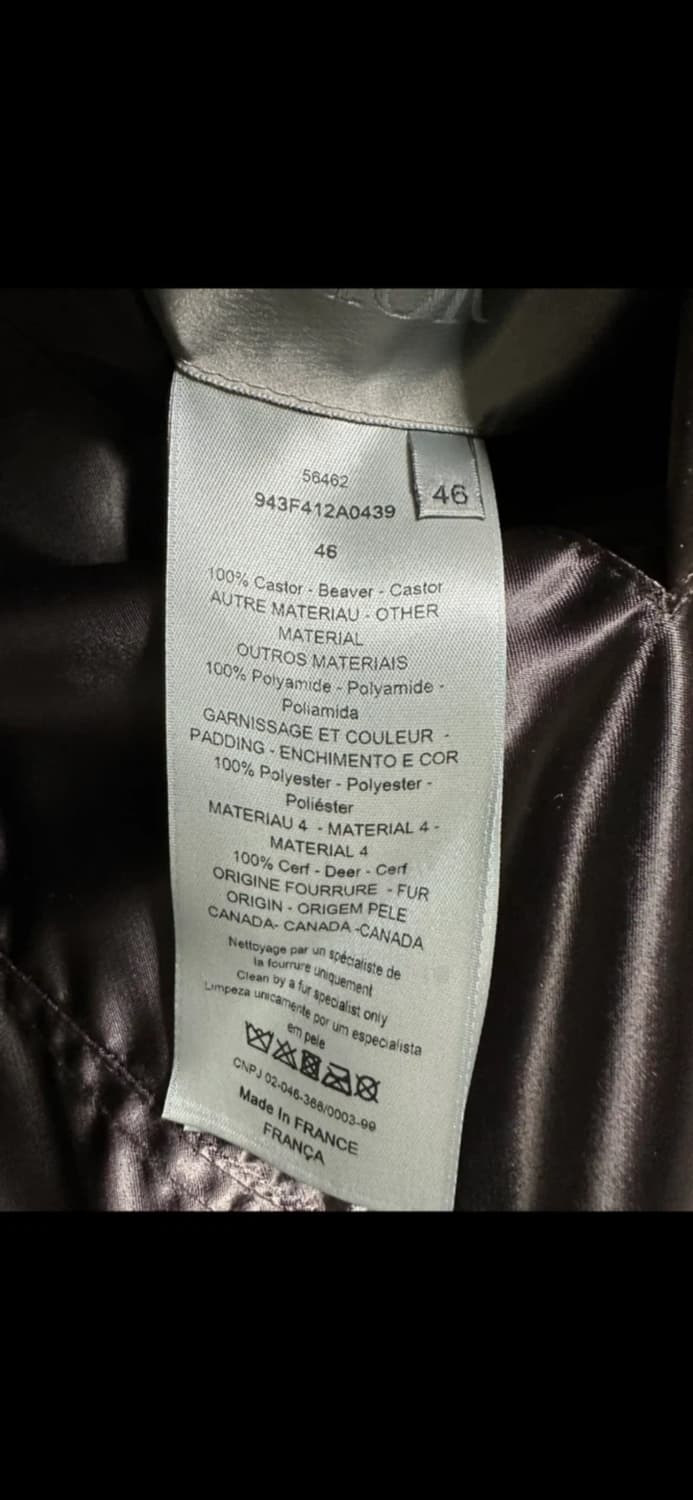 56462
943F412A0439
46
46
100% Castor - Beaver - Castor
AUTRE MATERIAU - OTHER
MATERIAL
OUTROS MATERIAIS
100% Polyamide - Polyamide -
Poliamida
GARNISSAGE ET COULEUR -
PADDING - ENCHIMENTO E COR
100% Polyester - Polyester -
Poliéster
MATERIAU 4 - MATERIAL 4 -
MATERIAL 4
100% Cerf - Deer - Cerf
ORIGINE FOURRURE - FUR
ORIGIN - ORIGEM PELE
CANADA- CANADA -CANADA
Nettoyage par un spécialiste de
la fourrure uniquement
Clean by a fur specialist only
Limpeza unicamente por um especialista
em pele
CNPJ 02-046-366/0003-99
Made In FRANCE
FRANÇA